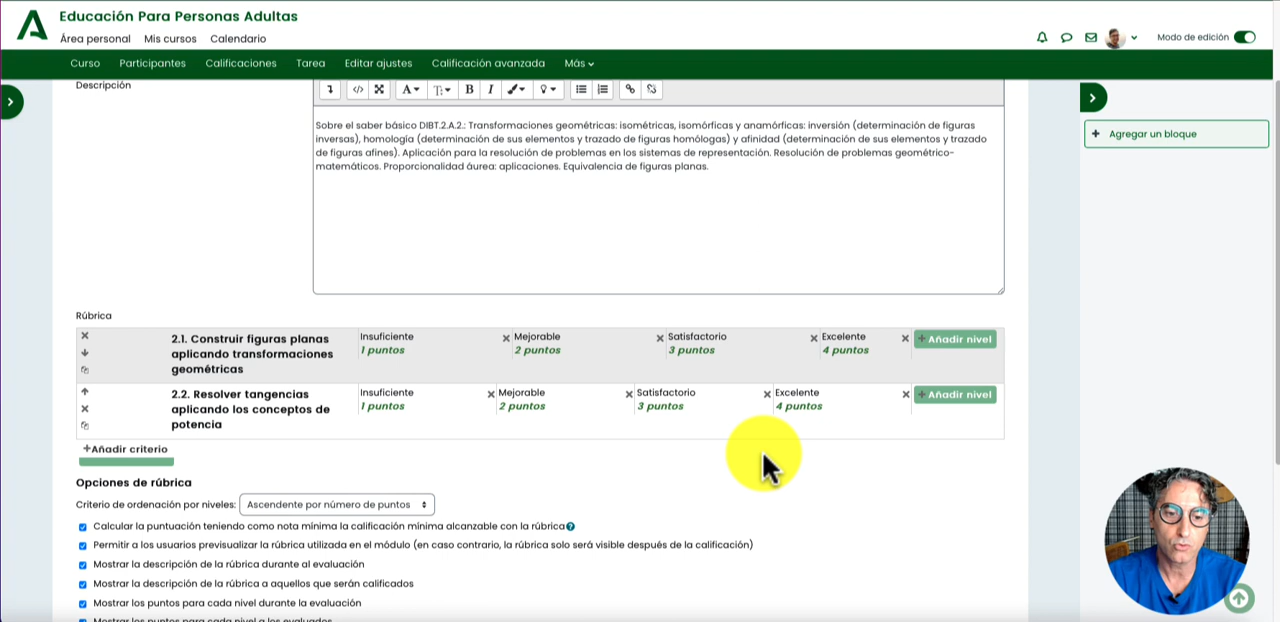 Educación Para Personas Adultas
Área personal Mis cursos Calendario
Modo de edición
Curso Participantes Calificaciones Tarea Editar ajustes Calificación avanzada Más
Descripción
Agregar un bloque
Sobre el saber básico DIBT.2.A.2.: Transformaciones geométricas: isométricas, isomórficas y anamórficas: inversión (determinación de figuras
inversas), homología (determinación de sus elementos y trazado de figuras homólogas) y afinidad (determinación de sus elementos y trazado
de figuras afines). Aplicación para la resolución de problemas en los sistemas de representación. Resolución de problemas geométrico-
matemáticos. Proporcionalidad áurea: aplicaciones. Equivalencia de figuras planas.
Rúbrica
2.1. Construir figuras planas
aplicando transformaciones
geométricas
Insuficiente Mejorable Satisfactorio Excelente
1 puntos 2 puntos 3 puntos 4 puntos
+ Añadir nivel
2.2. Resolver tangencias
aplicando los conceptos de
potencia
Insuficiente Mejorable Satisfactorio Excelente
1 puntos 2 puntos 3 puntos 4 puntos
+ Añadir nivel
+Añadir criterio
Opciones de rúbrica
Criterio de ordenación por niveles: Ascendente por número de puntos
Calcular la puntuación teniendo como nota mínima la calificación mínima alcanzable con la rúbrica
Permitir a los usuarios previsualizar la rúbrica utilizada en el módulo (en caso contrario, la rúbrica solo será visible después de la calificación)
Mostrar la descripción de la rúbrica durante al evaluación
Mostrar la descripción de la rúbrica a aquellos que serán calificados
Mostrar los puntos para cada nivel durante la evaluación
Mostrar los puntos para cada nivel a los evaluados